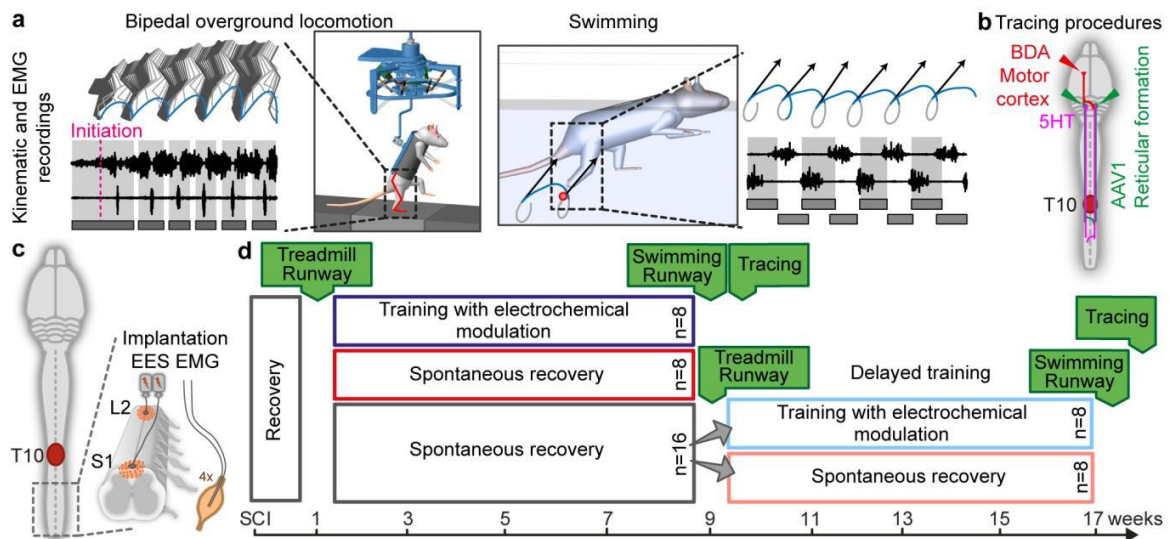 a
Bipedal overground locomotion
Swimming
Kinematic and EMG
recordings
Initiation
b
Tracing procedures
BDA
Motor
cortex
5HT
AAV1
Reticular formation
T10
c
Implantation
EES EMG
L2
S1
T10
4x
d
Treadmill
Runway
Swimming
Runway
Tracing
Recovery
Training with electrochemical
modulation
n=8
Spontaneous recovery
n=8
Spontaneous recovery
n=16
Treadmill
Runway
Delayed training
Swimming
Runway
Tracing
Training with electrochemical
modulation
n=8
Spontaneous recovery
n=8
SCI 1 3 5 7 9 11 13 15 17 weeks